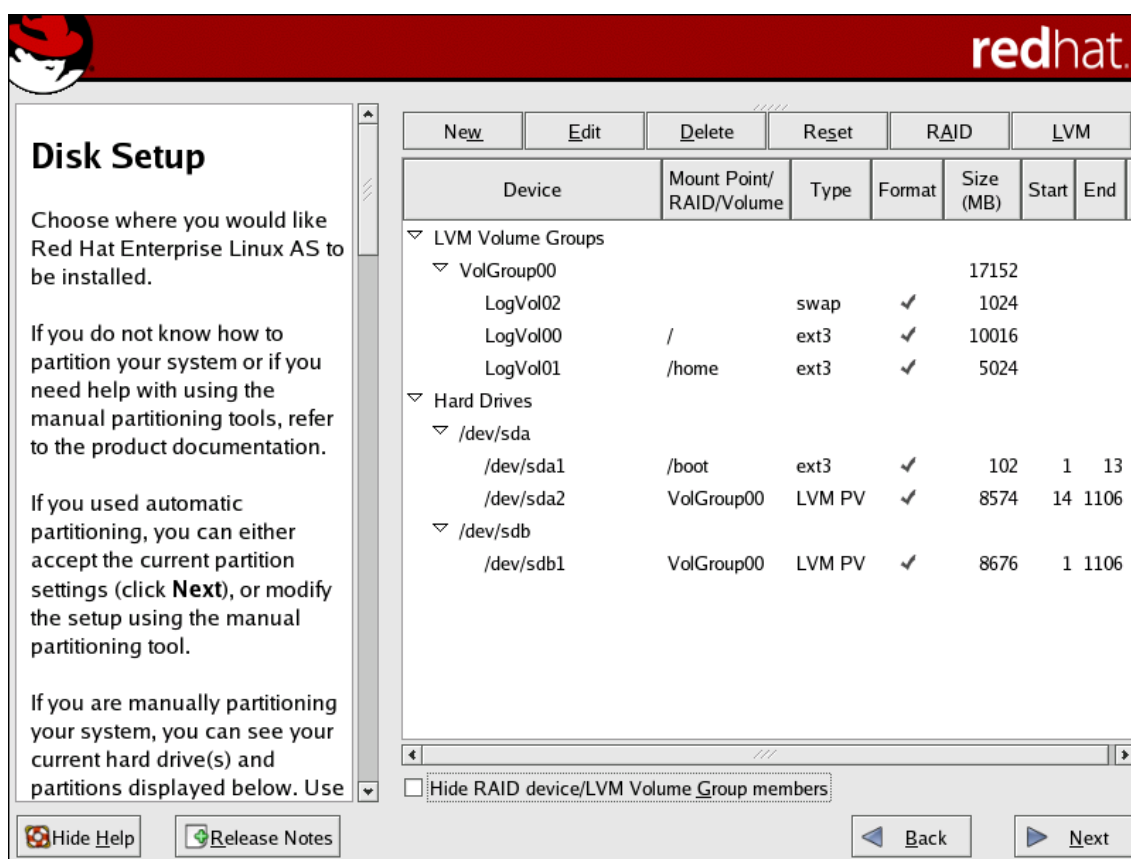 redhat.
Disk Setup
Choose where you would like
Red Hat Enterprise Linux AS to
be installed.
If you do not know how to
partition your system or if you
need help with using the
manual partitioning tools, refer
to the product documentation.
If you used automatic
partitioning, you can either
accept the current partition
settings (click Next), or modify
the setup using the manual
partitioning tool.
If you are manually partitioning
your system, you can see your
current hard drive(s) and
partitions displayed below. Use
New Edit Delete Reset RAID LVM
Device Mount Point/ RAID/Volume Type Format Size (MB) Start End
LVM Volume Groups
VolGroup00 17152
LogVol02 swap ✓ 1024
LogVol00 / ext3 ✓ 10016
LogVol01 /home ext3 ✓ 5024
Hard Drives
/dev/sda
/dev/sda1 /boot ext3 ✓ 102 1 13
/dev/sda2 VolGroup00 LVM PV ✓ 8574 14 1106
/dev/sdb
/dev/sdb1 VolGroup00 LVM PV ✓ 8676 1 1106
Hide RAID device/LVM Volume Group members
Hide Help Release Notes Back Next